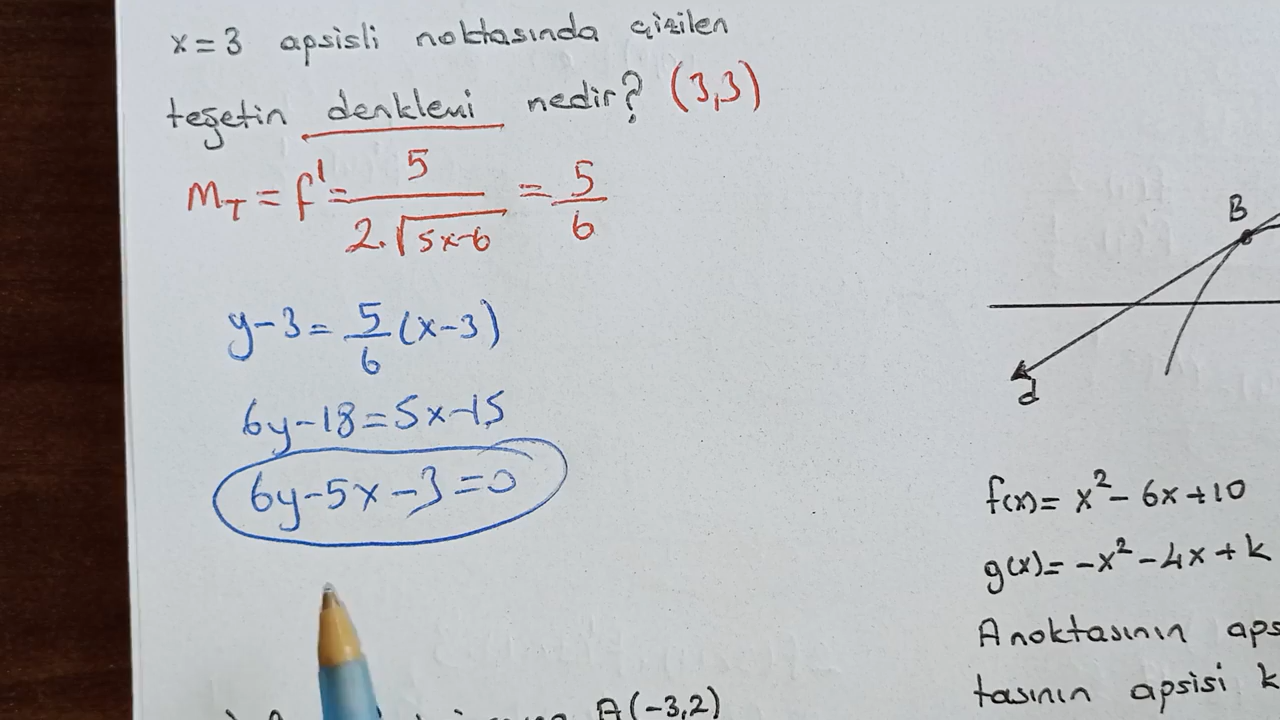 x=3 apsisli noktasında çizilen
teğetin denklemi nedir? (3,3)
M_T = f' = 5 / 2.√5x-6 = 5/6
y-3 = 5/6 (x-3)
6y-18=5x-15
6y-5x-3=0
A(-3,2)
B
d
f(x)= x²- 6x+10
g(x)= -x²-4x+k
A noktasının
tasının apsisi k